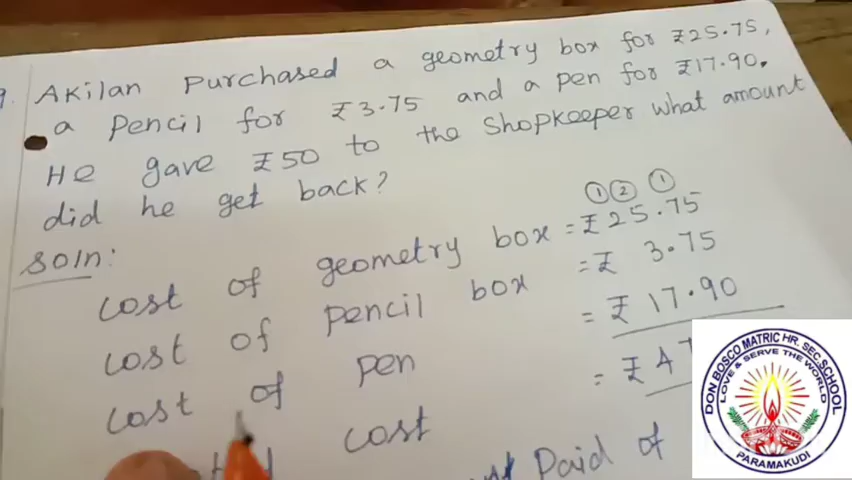 9. Akilan purchased a geometry box for ₹25.75,
a pencil for ₹3.75 and a pen for ₹17.90.
He gave ₹50 to the shopkeeper what amount
did he get back?
Soln:
① ② ①
cost of geometry box = ₹25.75
cost of pencil box = ₹ 3.75
cost of pen = ₹17.90
cost = ₹4
Paid of
DON BOSCO MATRIC HR. SEC. SCHOOL
LOVE & SERVE THE WORLD
PARAMAKUDI